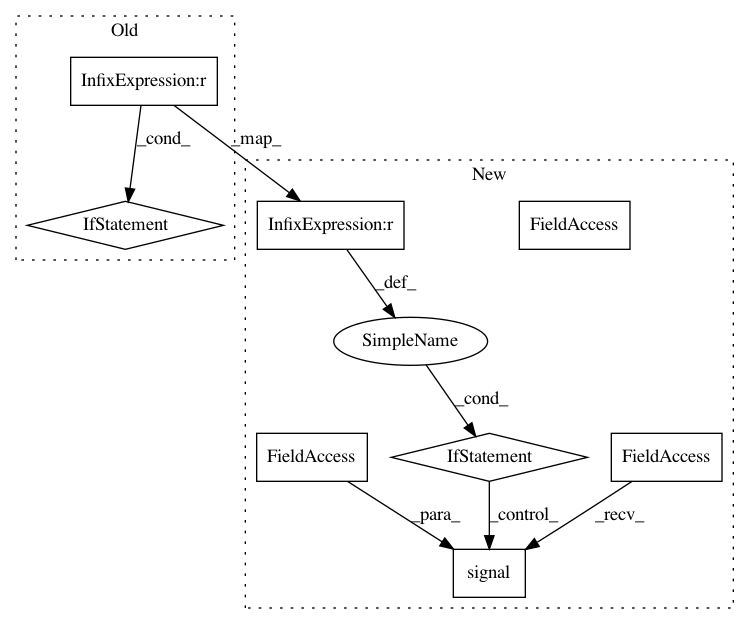 Old
InfixExpression:r
_cond_
_map_
New
IfStatement
InfixExpression:r
FieldAccess
_def_
SimpleName
_cond_
FieldAccess
IfStatement
FieldAccess
_para_
_control_
_recv_
signal